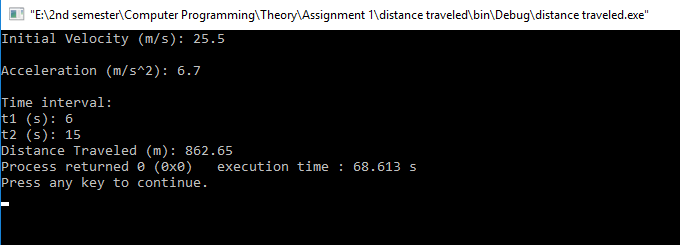 "E:\2nd semester\Computer Programming\Theory\Assignment 1\distance traveled\bin\Debug\distance traveled.exe"
Initial Velocity (m/s): 25.5
Acceleration (m/s^2): 6.7
Time interval:
t1 (s): 6
t2 (s): 15
Distance Traveled (m): 862.65
Process returned 0 (0x0)   execution time : 68.613 s
Press any key to continue.